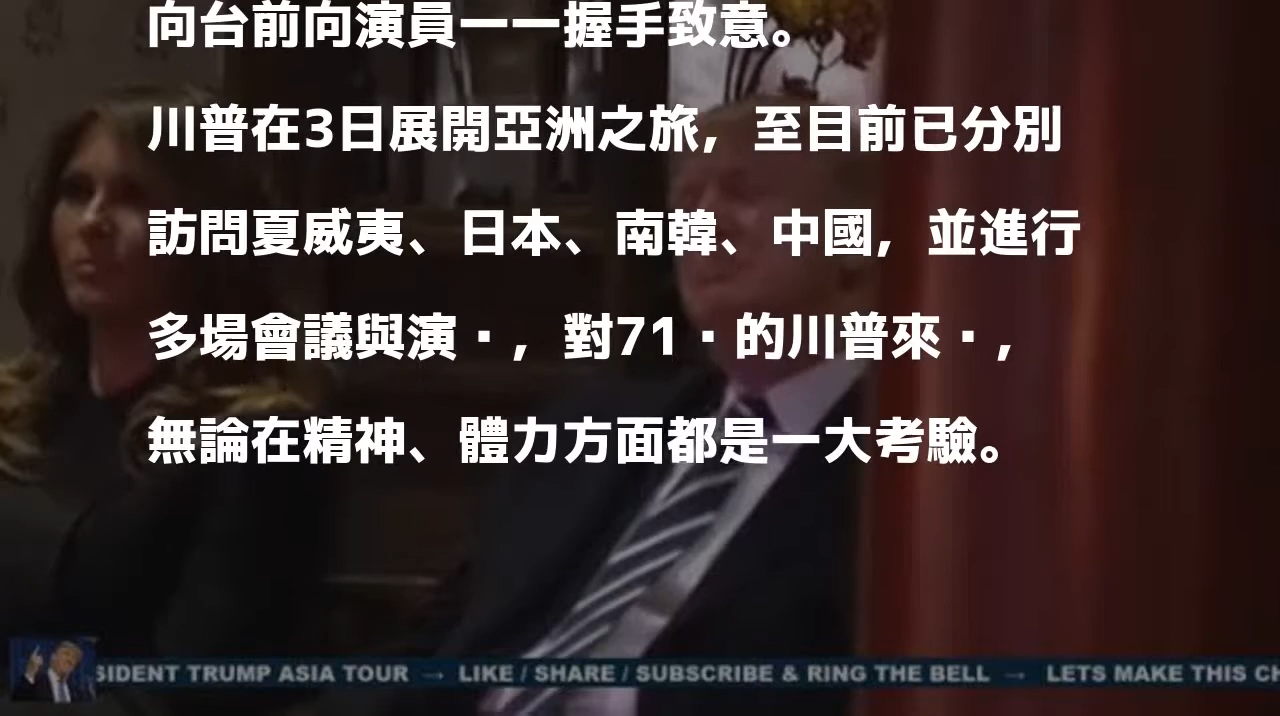 向台前向演員一一握手致意。
川普在3日展開亞洲之旅，至目前已分別
訪問夏威夷、日本、南韓、中國，並進行
多場會議與演▪，對71▪的川普來▪，
無論在精神、體力方面都是一大考驗。
SIDENT TRUMP ASIA TOUR → LIKE / SHARE / SUBSCRIBE & RING THE BELL → LETS MAKE THIS CH